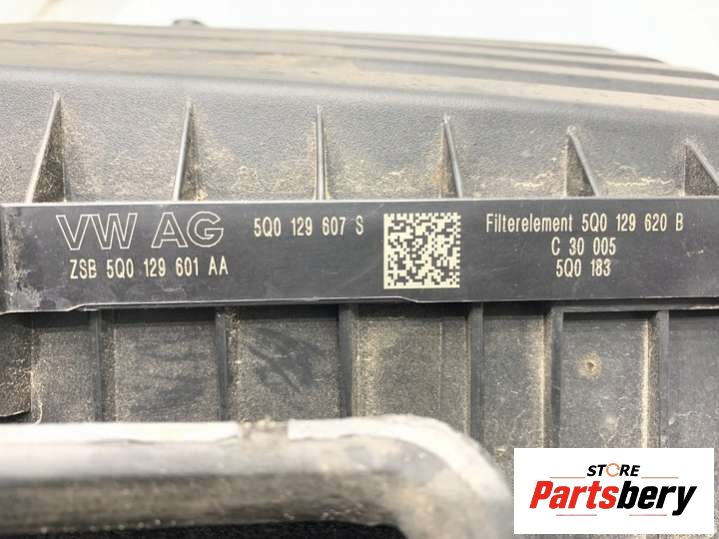 VW AG
5Q0 129 607 S
ZSB 5Q0 129 601 AA
Filterelement 5Q0 129 620 B
C 30 005
5Q0 183
STORE
Partsbery